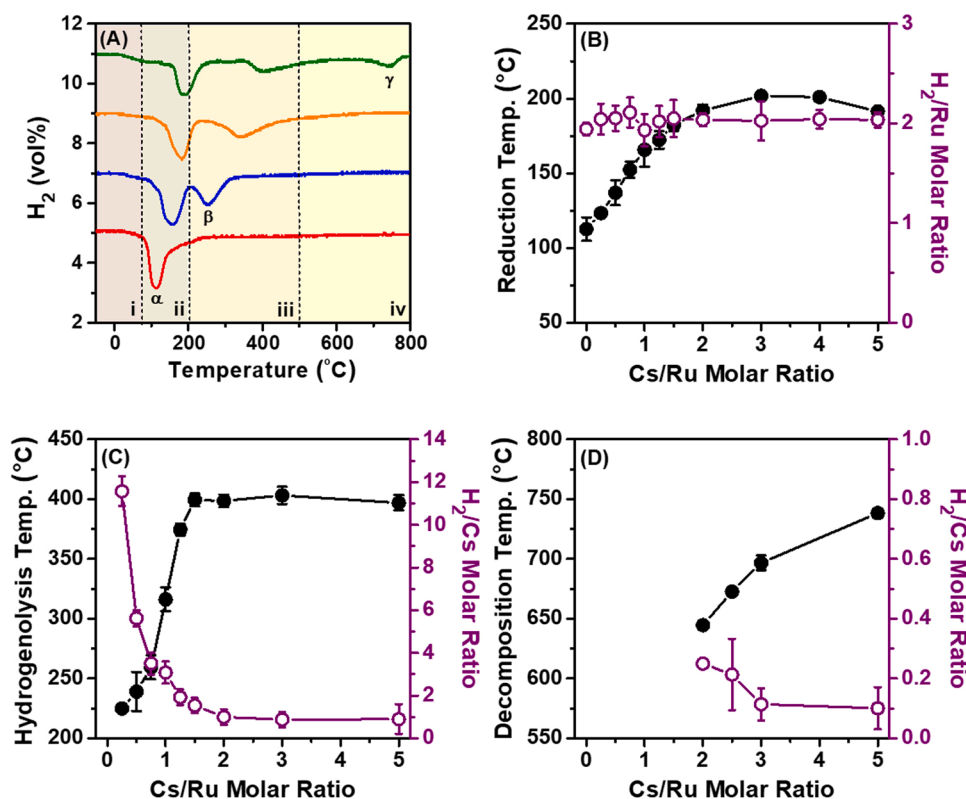 (A)
H2 (vol%)
12
10
8
6
4
2
γ
β
α
i
ii
iii
iv
0
200
400
600
800
Temperature (°C)
(B)
Reduction Temp. (°C)
250
200
150
100
50
H2/Ru Molar Ratio
3
2
1
0
0 1 2 3 4 5
Cs/Ru Molar Ratio
(C)
Hydrogenolysis Temp. (°C)
450
400
350
300
250
200
H2/Cs Molar Ratio
14
12
10
8
6
4
2
0
0 1 2 3 4 5
Cs/Ru Molar Ratio
(D)
Decomposition Temp. (°C)
800
750
700
650
600
550
H2/Cs Molar Ratio
1.0
0.8
0.6
0.4
0.2
0.0
0 1 2 3 4 5
Cs/Ru Molar Ratio